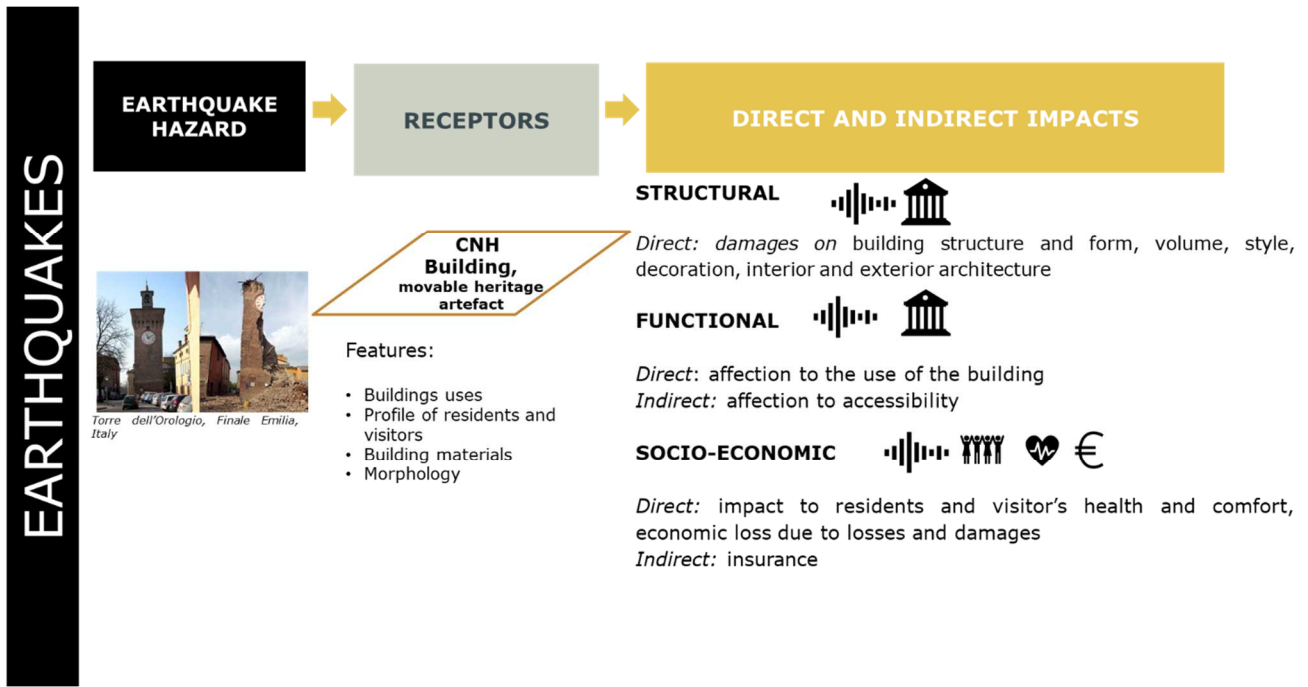 EARTHQUAKES
EARTHQUAKE
HAZARD
RECEPTORS
DIRECT AND INDIRECT IMPACTS
Torre dell'Orologio, Finale Emilia,
Italy
CNH
Building,
movable heritage
artefact
Features:
• Buildings uses
• Profile of residents and
visitors
• Building materials
• Morphology
STRUCTURAL
Direct: damages on building structure and form, volume, style,
decoration, interior and exterior architecture
FUNCTIONAL
Direct: affection to the use of the building
Indirect: affection to accessibility
SOCIO-ECONOMIC €
Direct: impact to residents and visitor's health and comfort,
economic loss due to losses and damages
Indirect: insurance